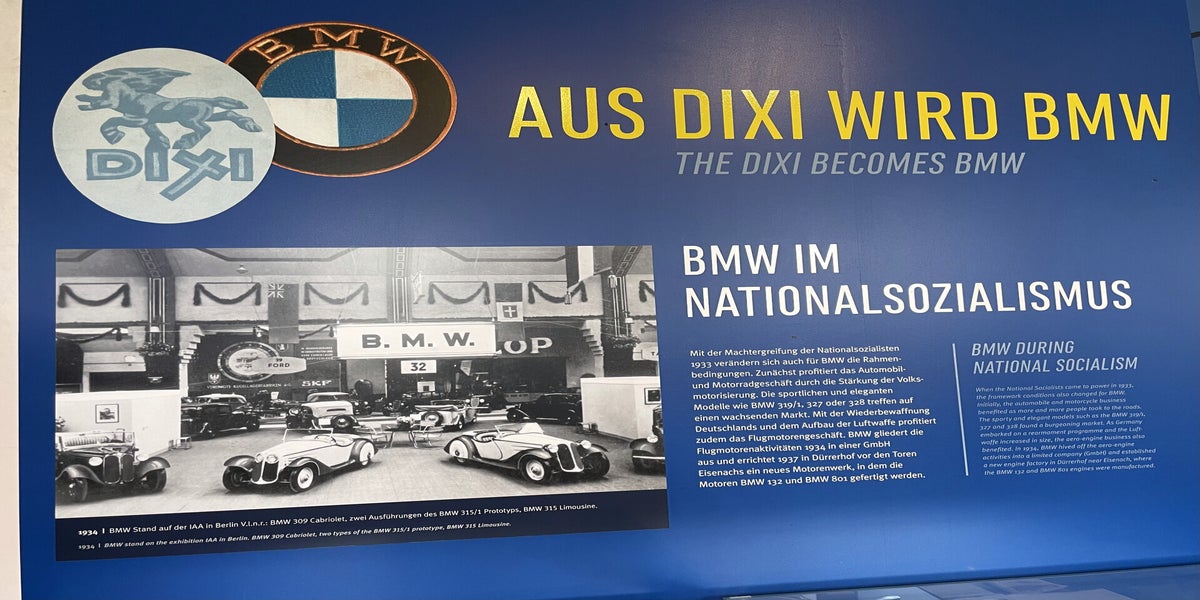 BMW
DIXI
AUS DIXI WIRD BMW
THE DIXI BECOMES BMW
BMW IM
NATIONALSOZIALISMUS
Mit der Machtergreifung der Nationalsozialisten
1933 verändern sich auch für BMW die Rahmen-
bedingungen. Zunächst profitiert das Automobil-
und Motorradgeschäft durch die Stärkung der Volks-
motorisierung. Die sportlichen und eleganten
Modelle wie BMW 319/1, 327 oder 328 treffen auf
einen wachsenden Markt. Mit der Wiederbewaffnung
Deutschlands und dem Aufbau der Luftwaffe profitiert
zudem das Flugmotorengeschäft. BMW gliedert die
Flugmotorenaktivitäten 1934 in einer GmbH
aus und errichtet 1937 in Dürrerhof vor den Toren
Eisenachs ein neues Motorenwerk, in dem die
Motoren BMW 132 und BMW 801 gefertigt werden.
BMW DURING
NATIONAL SOCIALISM
When the National Socialists came to power in 1933,
the framework conditions also changed for BMW.
Initially, the automobile and motorcycle business
benefited as more and more people took to the roads.
The sporty and elegant models such as the BMW 319/1,
327 and 328 found a burgeoning market. As Germany
embarked on a rearmament programme and the Luft-
waffe increased in size, the aero-engine business also
benefited. In 1934, BMW hived off the aero-engine
activities into a limited company (GmbH) and established
a new engine factory in Dürrerhof near Eisenach, where
the BMW 132 and BMW 801 engines were manufactured.
B. M. W.
32
OP
FORD
SKF
1934 | BMW Stand auf der IAA in Berlin V.l.n.r.: BMW 309 Cabriolet, zwei Ausführungen des BMW 315/1 Prototyps, BMW 315 Limousine.
1934 | BMW stand on the exhibition IAA in Berlin. BMW 309 Cabriolet, two types of the BMW 315/1 prototype, BMW 315 Limousine.